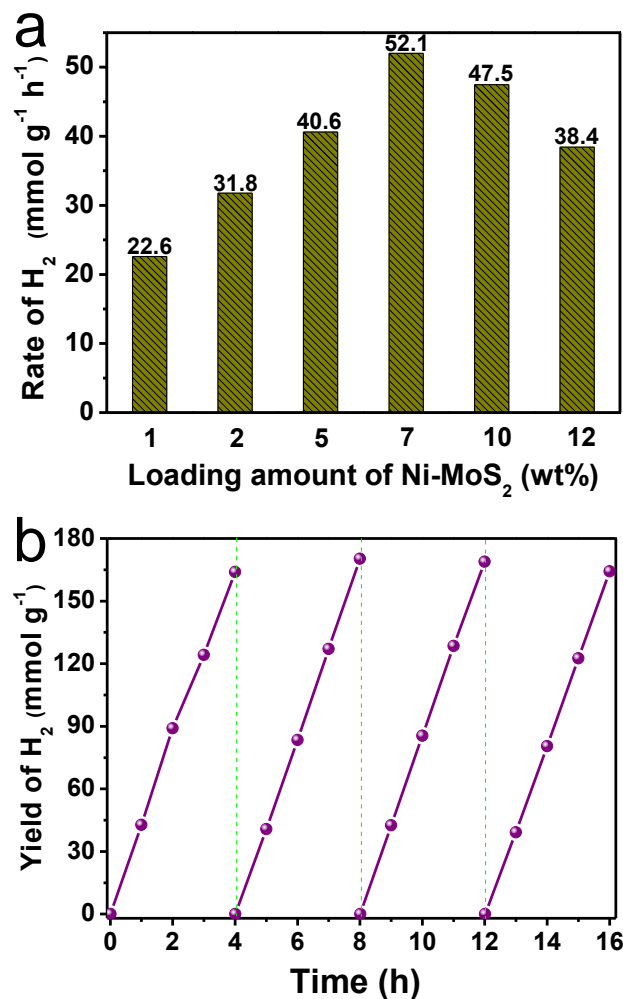 a
Rate of H2 (mmol g-1 h-1)
50
40
30
20
10
0
22.6
31.8
40.6
52.1
47.5
38.4
1 2 5 7 10 12
Loading amount of Ni-MoS2 (wt%)
b
Yield of H2 (mmol g-1)
180
150
120
90
60
30
0
0 2 4 6 8 10 12 14 16
Time (h)